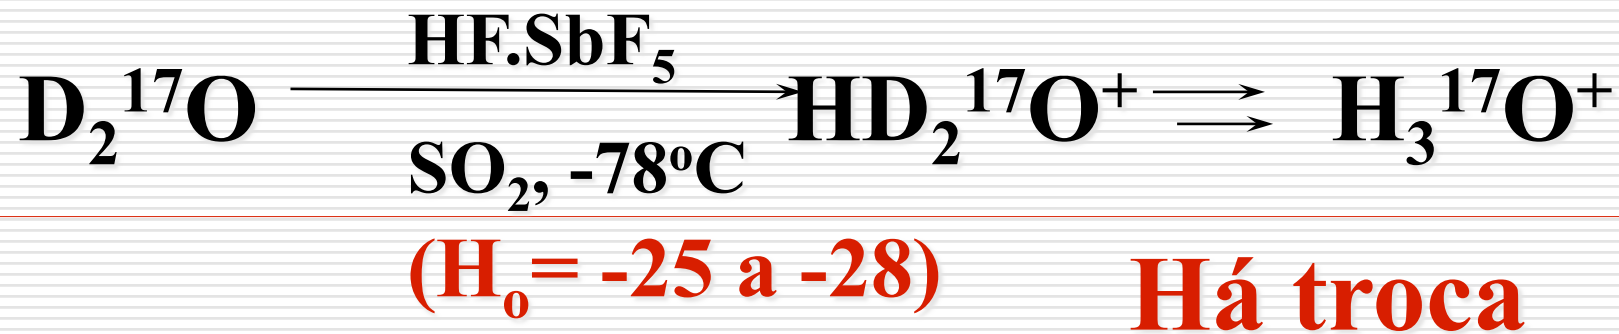 HF.SbF₅
D₂¹⁷O ⟶ HD₂¹⁷O⁺ ⟶⟶ H₃¹⁷O⁺
SO₂, -78ºC
(Hₒ= -25 a -28)
Há troca